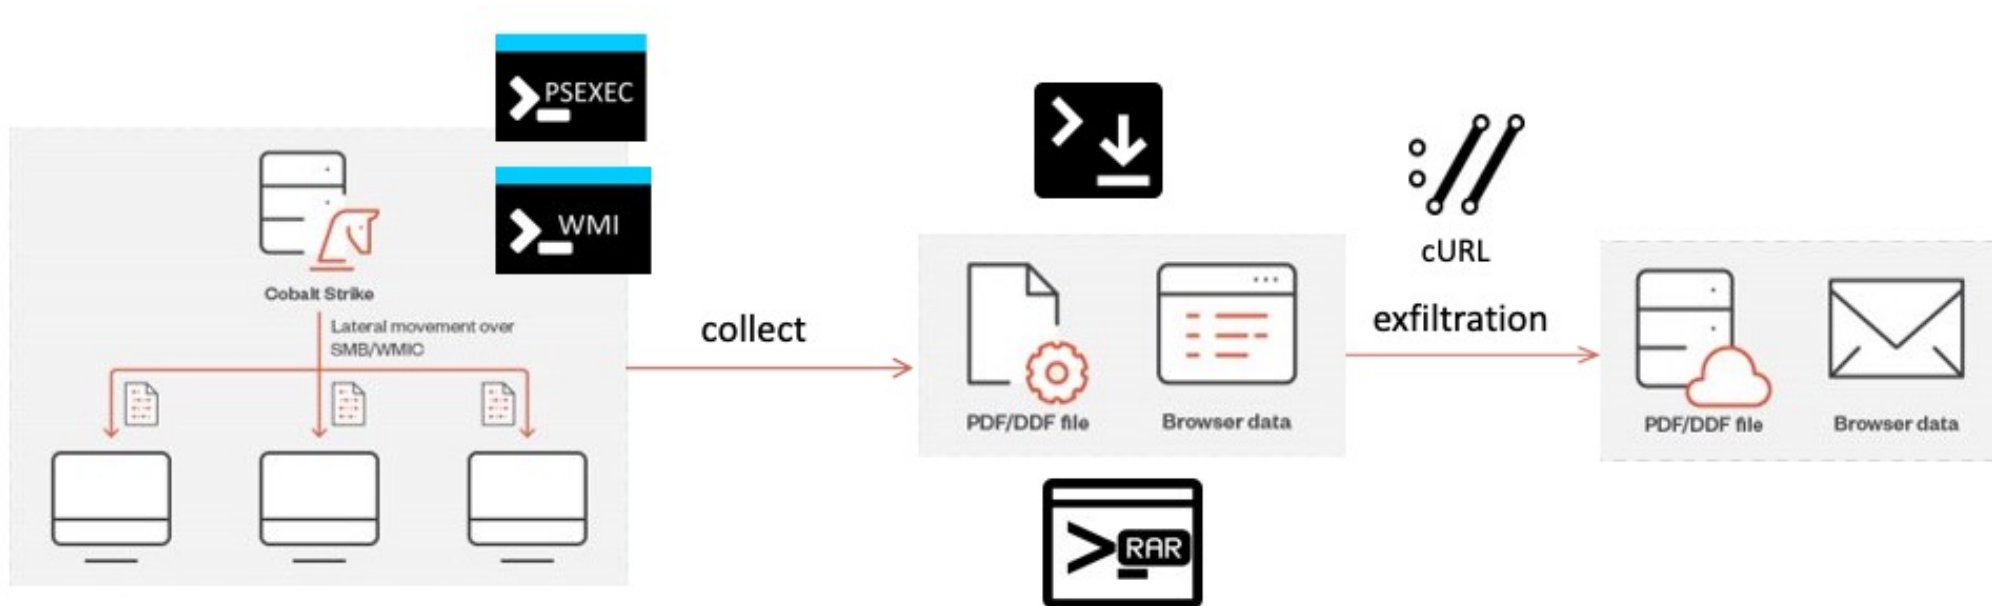 PSEXEC
WMI
Cobalt Strike
Lateral movement over
SMB/WMIC
collect
PDF/DDF file
Browser data
RAR
cURL
exfiltration
PDF/DDF file
Browser data